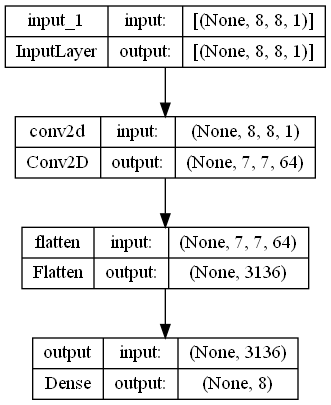 input_1 input: [(None, 8, 8, 1)]
InputLayer output: [(None, 8, 8, 1)]
conv2d input: (None, 8, 8, 1)
Conv2D output: (None, 7, 7, 64)
flatten input: (None, 7, 7, 64)
Flatten output: (None, 3136)
output input: (None, 3136)
Dense output: (None, 8)